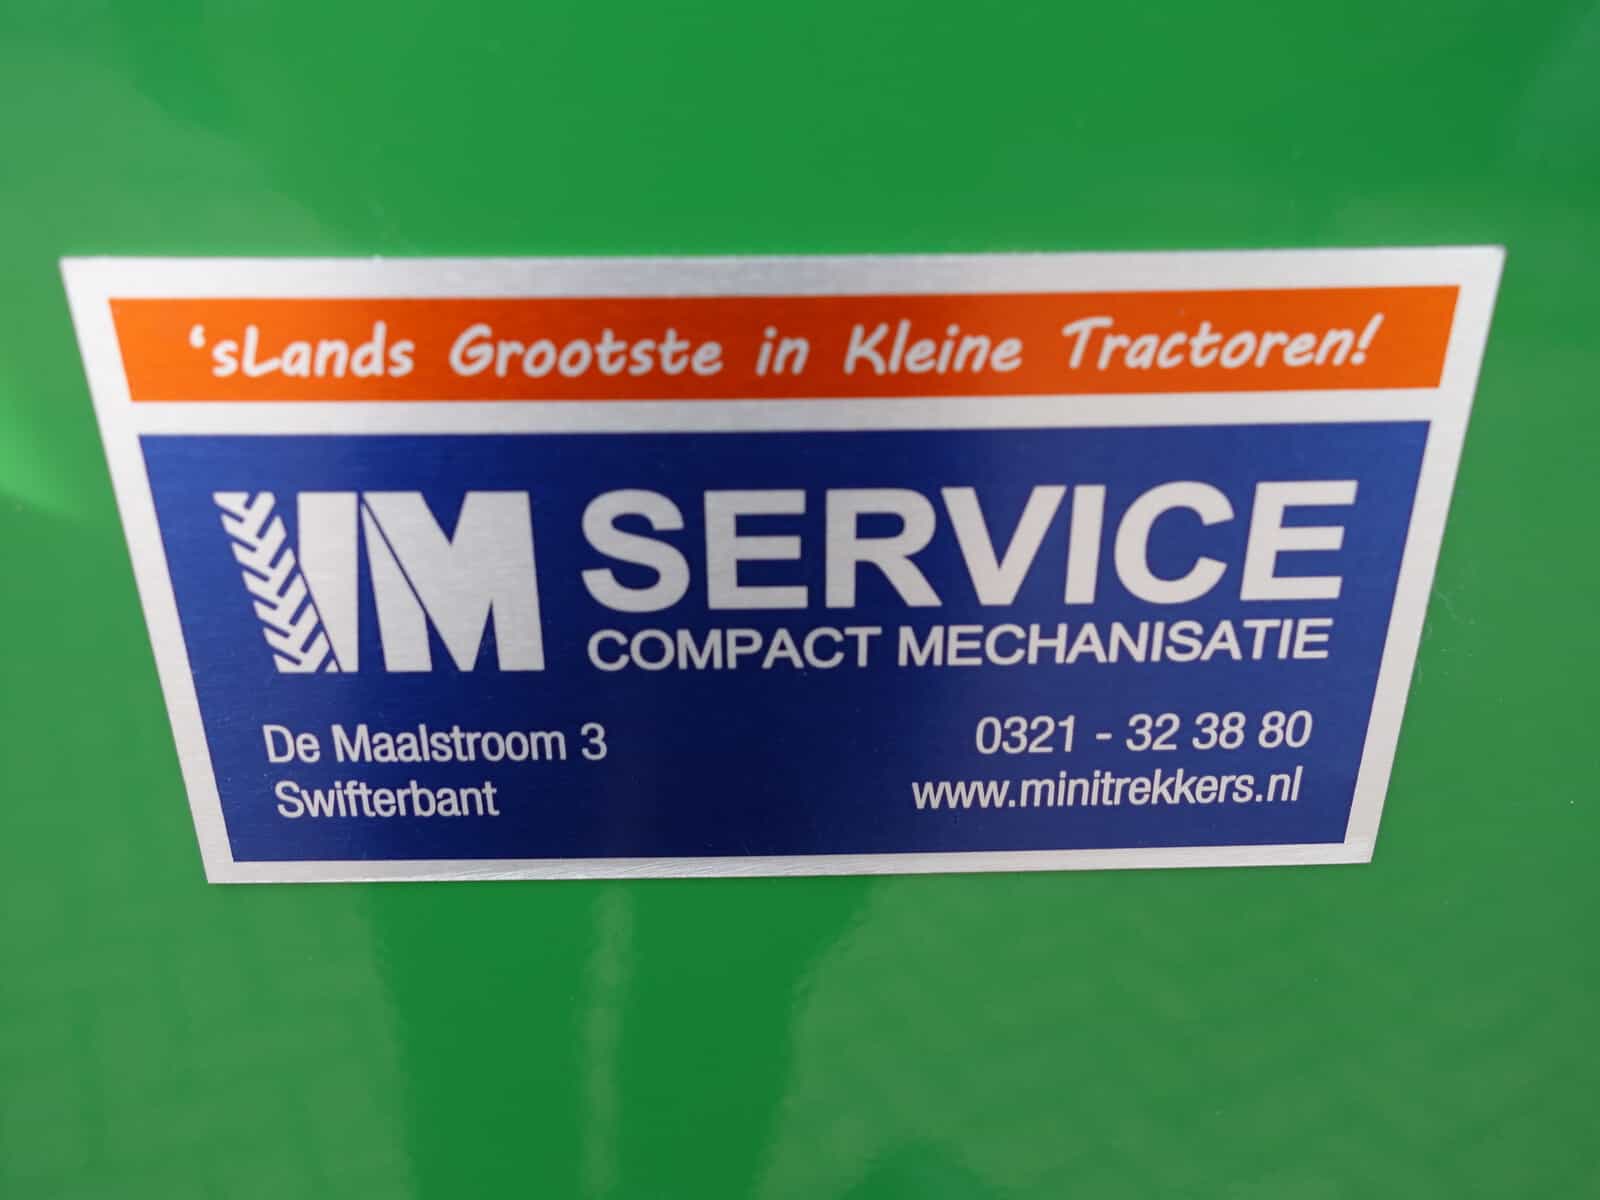 ‘sLands Grootste in Kleine Tractoren!
IM SERVICE
COMPACT MECHANISATIE
De Maalstroom 3
Swifterbant
0321 - 32 38 80
www.minitrekkers.nl